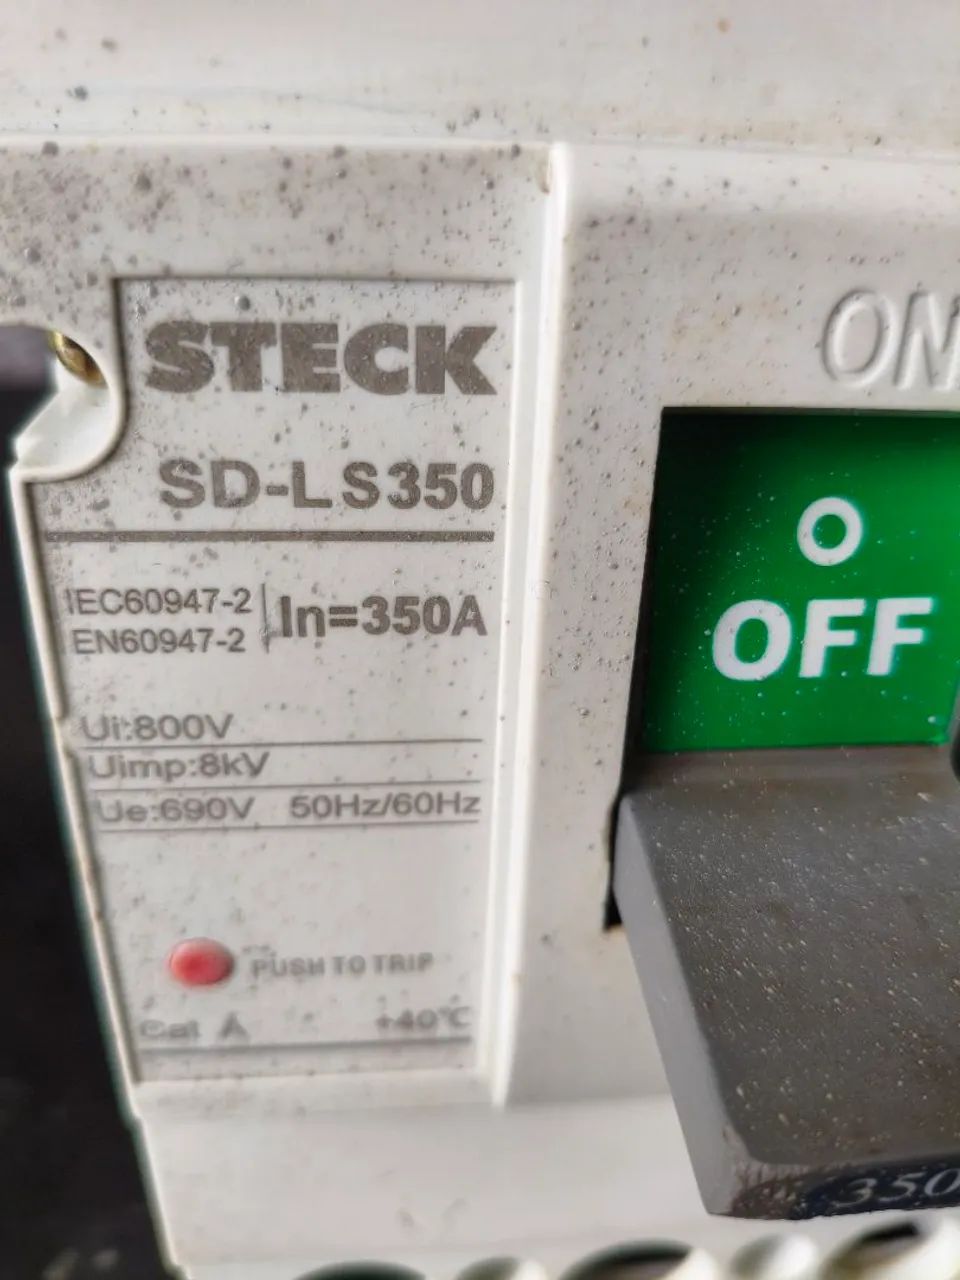 STECK
SD-LS350
IEC60947-2
EN60947-2
In=350A
Ui:800V
Uimp:8kV
Ue:690V 50Hz/60Hz
PUSH TO TRIP
Cat A +40°C
ON
O
OFF
350